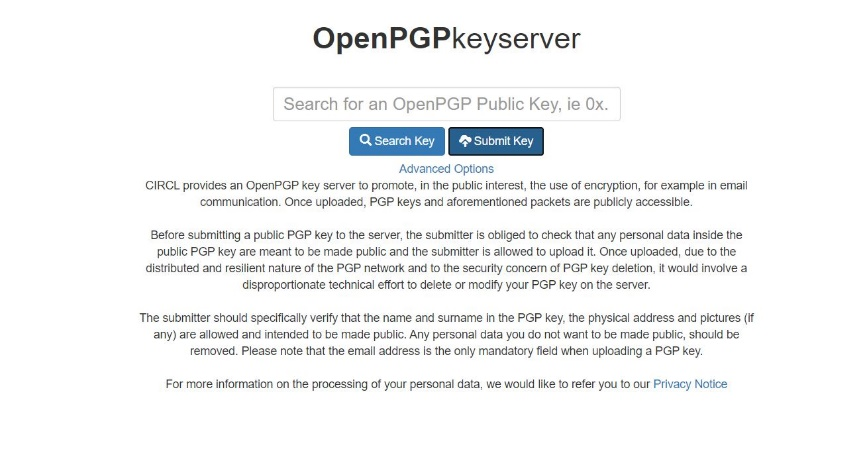 OpenPGPkeyserver
Search for an OpenPGP Public Key, ie 0x.
Search Key
Submit Key
Advanced Options
CIRCL provides an OpenPGP key server to promote, in the public interest, the use of encryption, for example in email
communication. Once uploaded, PGP keys and aforementioned packets are publicly accessible.
Before submitting a public PGP key to the server, the submitter is obliged to check that any personal data inside the
public PGP key are meant to be made public and the submitter is allowed to upload it. Once uploaded, due to the
distributed and resilient nature of the PGP network and to the security concern of PGP key deletion, it would involve a
disproportionate technical effort to delete or modify your PGP key on the server.
The submitter should specifically verify that the name and surname in the PGP key, the physical address and pictures (if
any) are allowed and intended to be made public. Any personal data you do not want to be made public, should be
removed. Please note that the email address is the only mandatory field when uploading a PGP key.
For more information on the processing of your personal data, we would like to refer you to our Privacy Notice